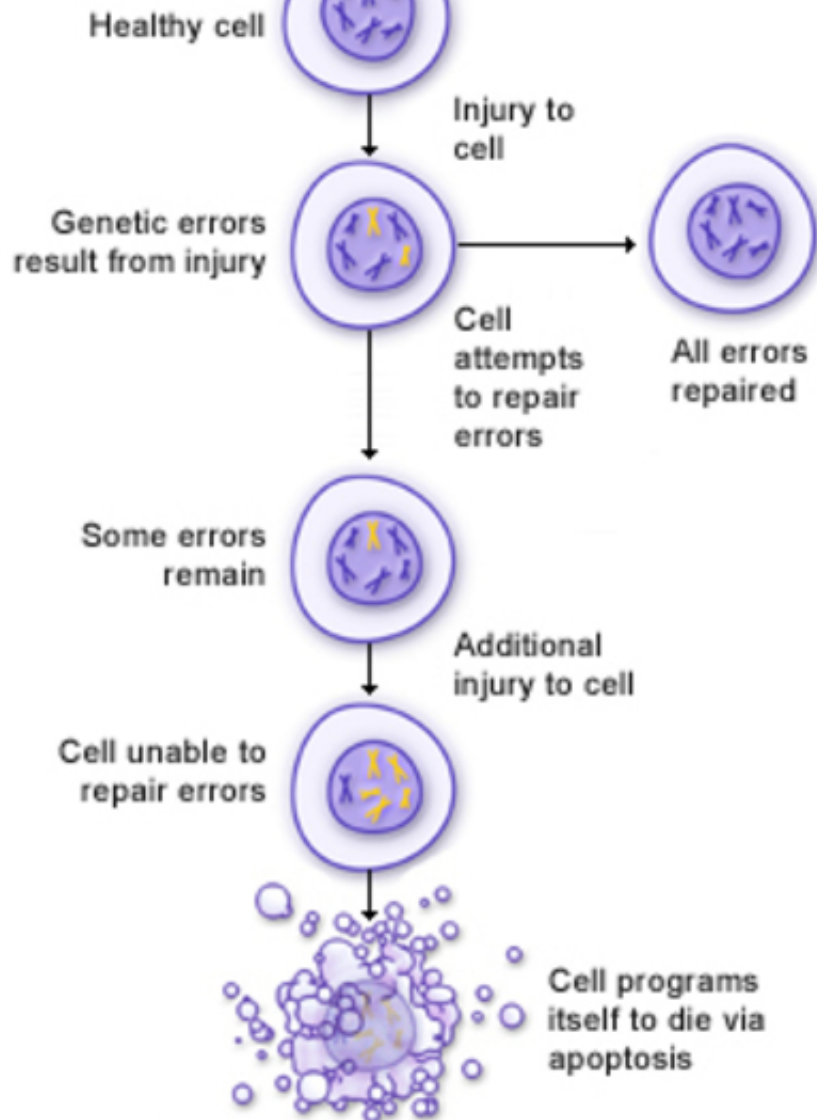 Healthy cell
Injury to
cell
Genetic errors
result from injury
Cell
attempts
to repair
errors
All errors
repaired
Some errors
remain
Additional
injury to cell
Cell unable to
repair errors
Cell programs
itself to die via
apoptosis